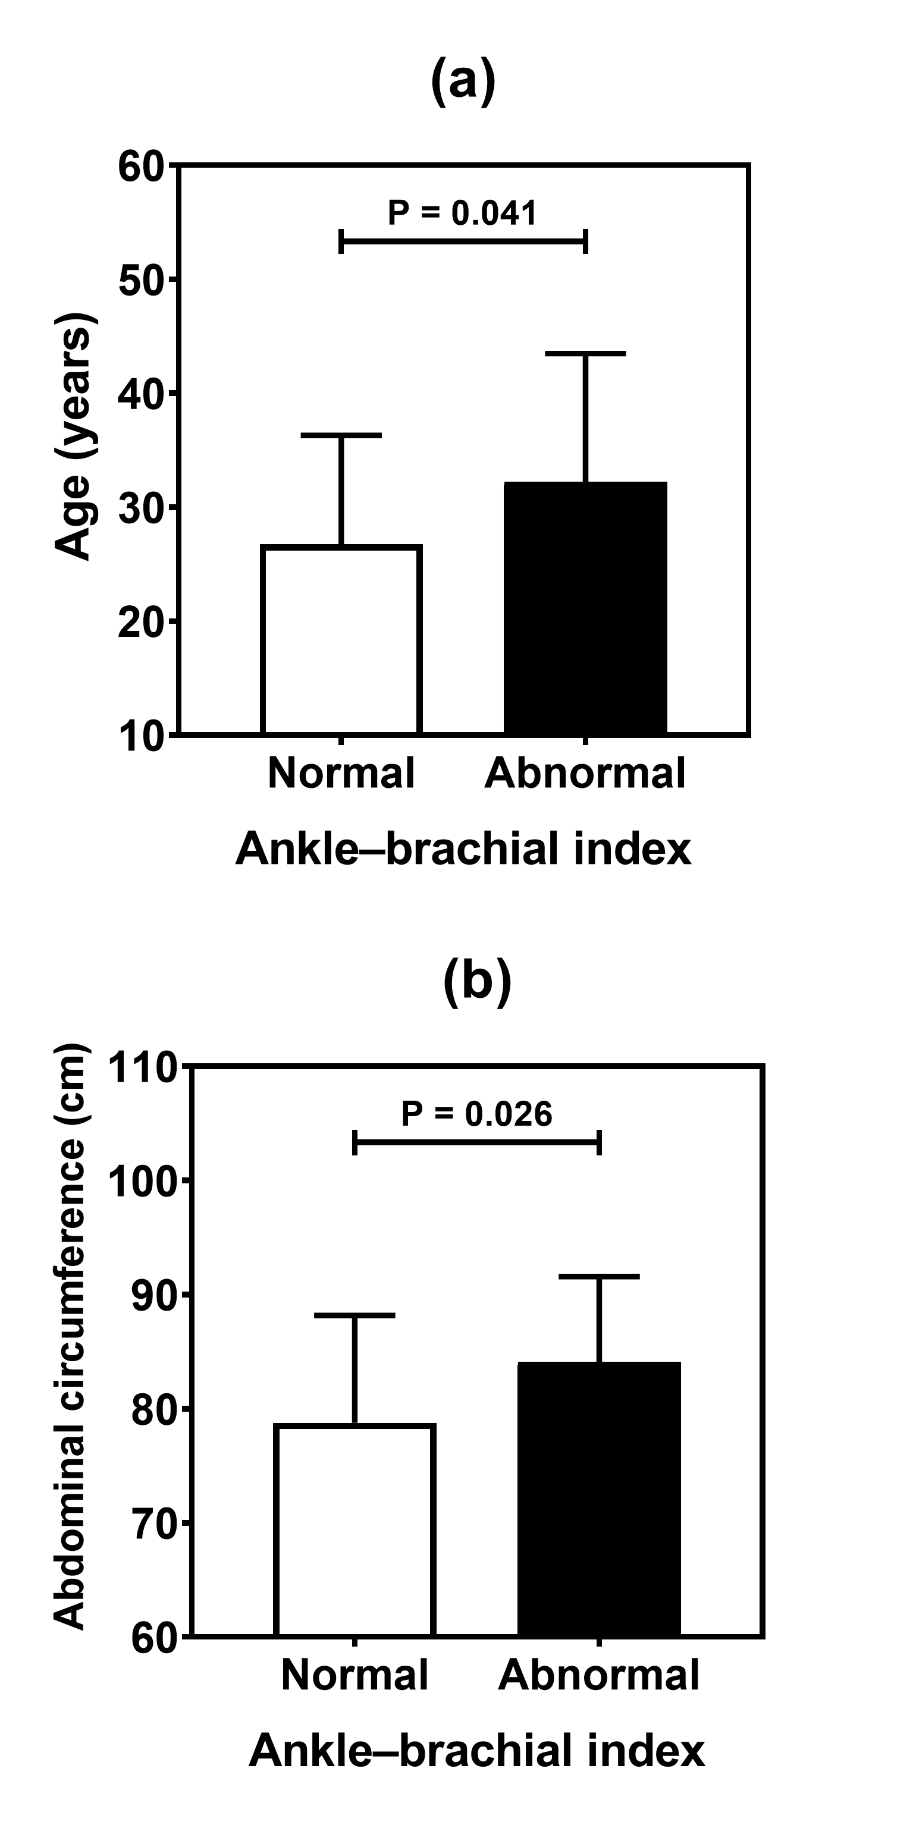 (a)
60
P = 0.041
50
40
30
20
10
Age (years)
Normal Abnormal
Ankle–brachial index
(b)
110
P = 0.026
100
90
80
70
60
Abdominal circumference (cm)
Normal Abnormal
Ankle–brachial index